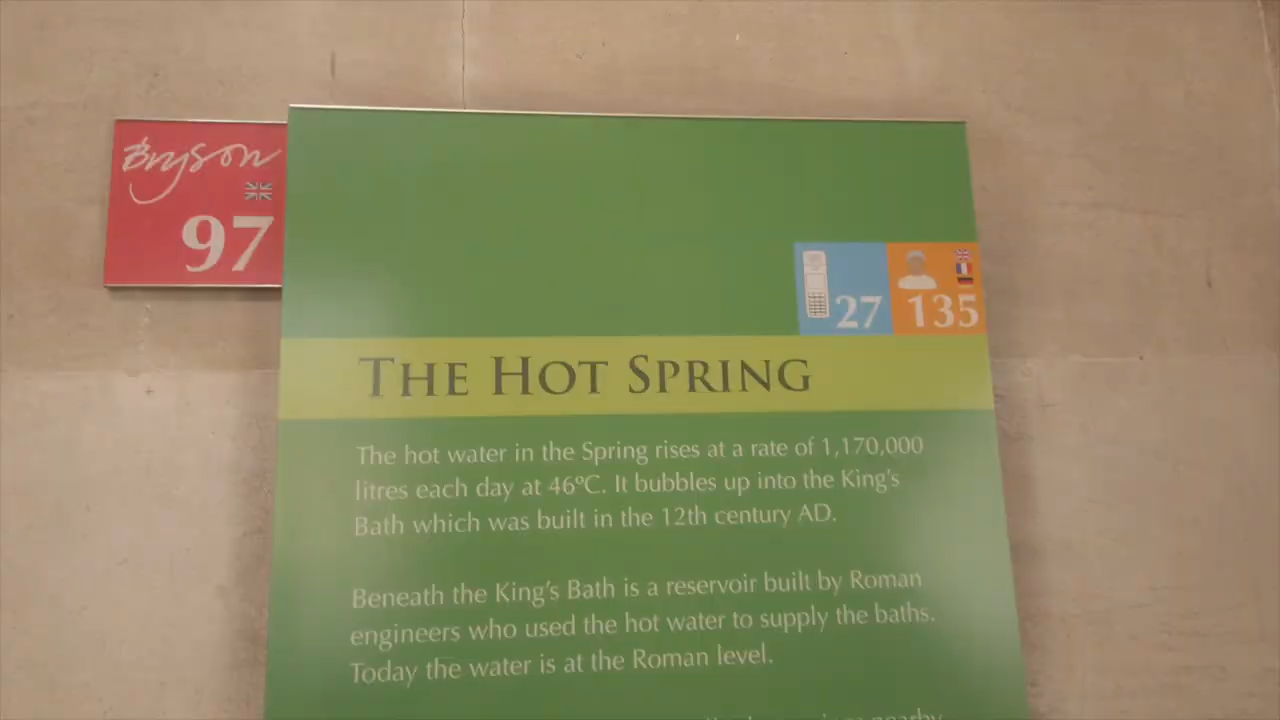 Bryson
97
27
135
THE HOT SPRING
The hot water in the Spring rises at a rate of 1,170,000
litres each day at 46ºC. It bubbles up into the King's
Bath which was built in the 12th century AD.
Beneath the King's Bath is a reservoir built by Roman
engineers who used the hot water to supply the baths.
Today the water is at the Roman level.
nearby